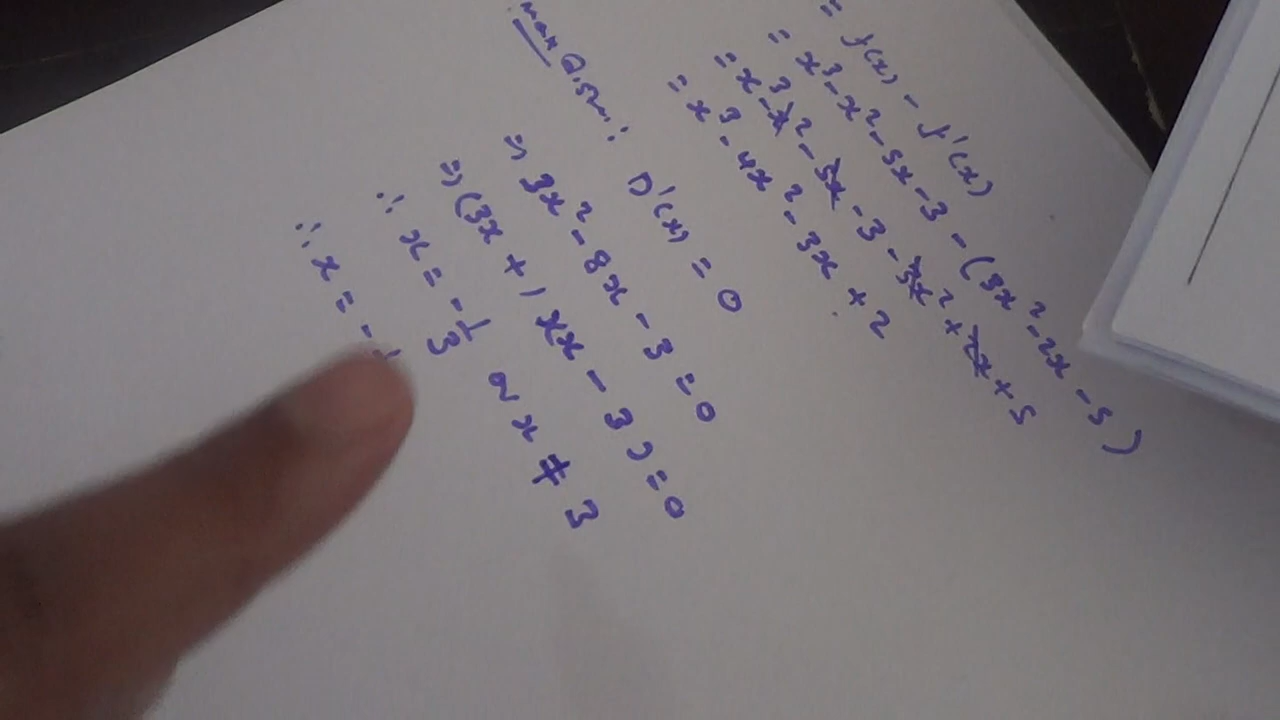 = f(x) - f'(x)
= x³ - x² - 5x - 3 - (3x² - 2x - 5)
= x³ - x² - 5x - 3 - 3x² + 2x + 5
= x³ - 4x² - 3x + 2
max D'(x) = 0
⇒ 3x² - 8x - 3 = 0
⇒ (3x + 1)(x - 3) = 0
∴ x = -1/3 or x ≠ 3
∴ x = -